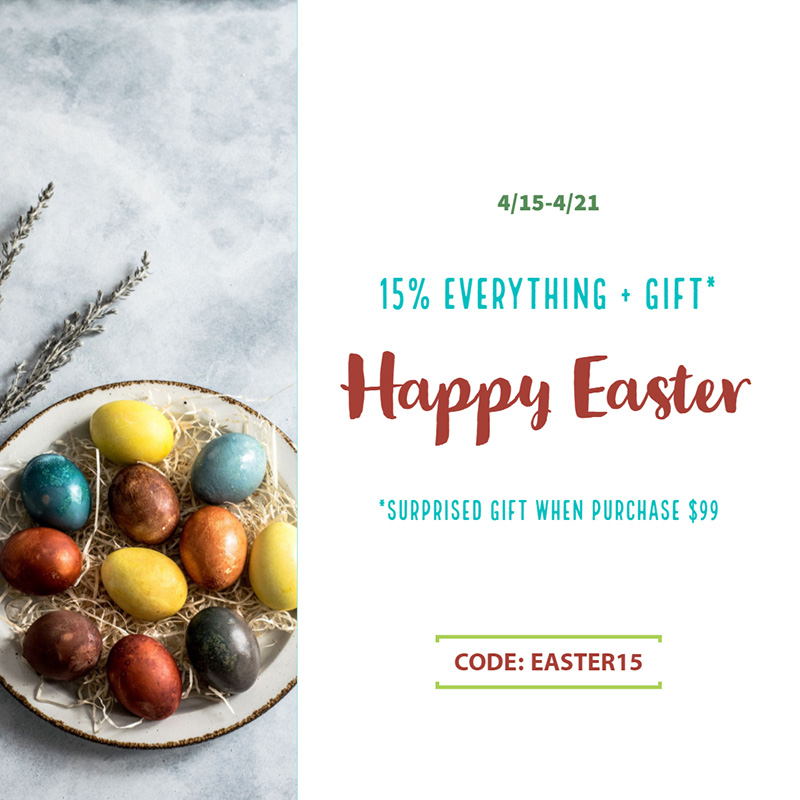 4/15-4/21
15% EVERYTHING + GIFT*
Happy Easter
*SURPRISED GIFT WHEN PURCHASE $99
CODE: EASTER15